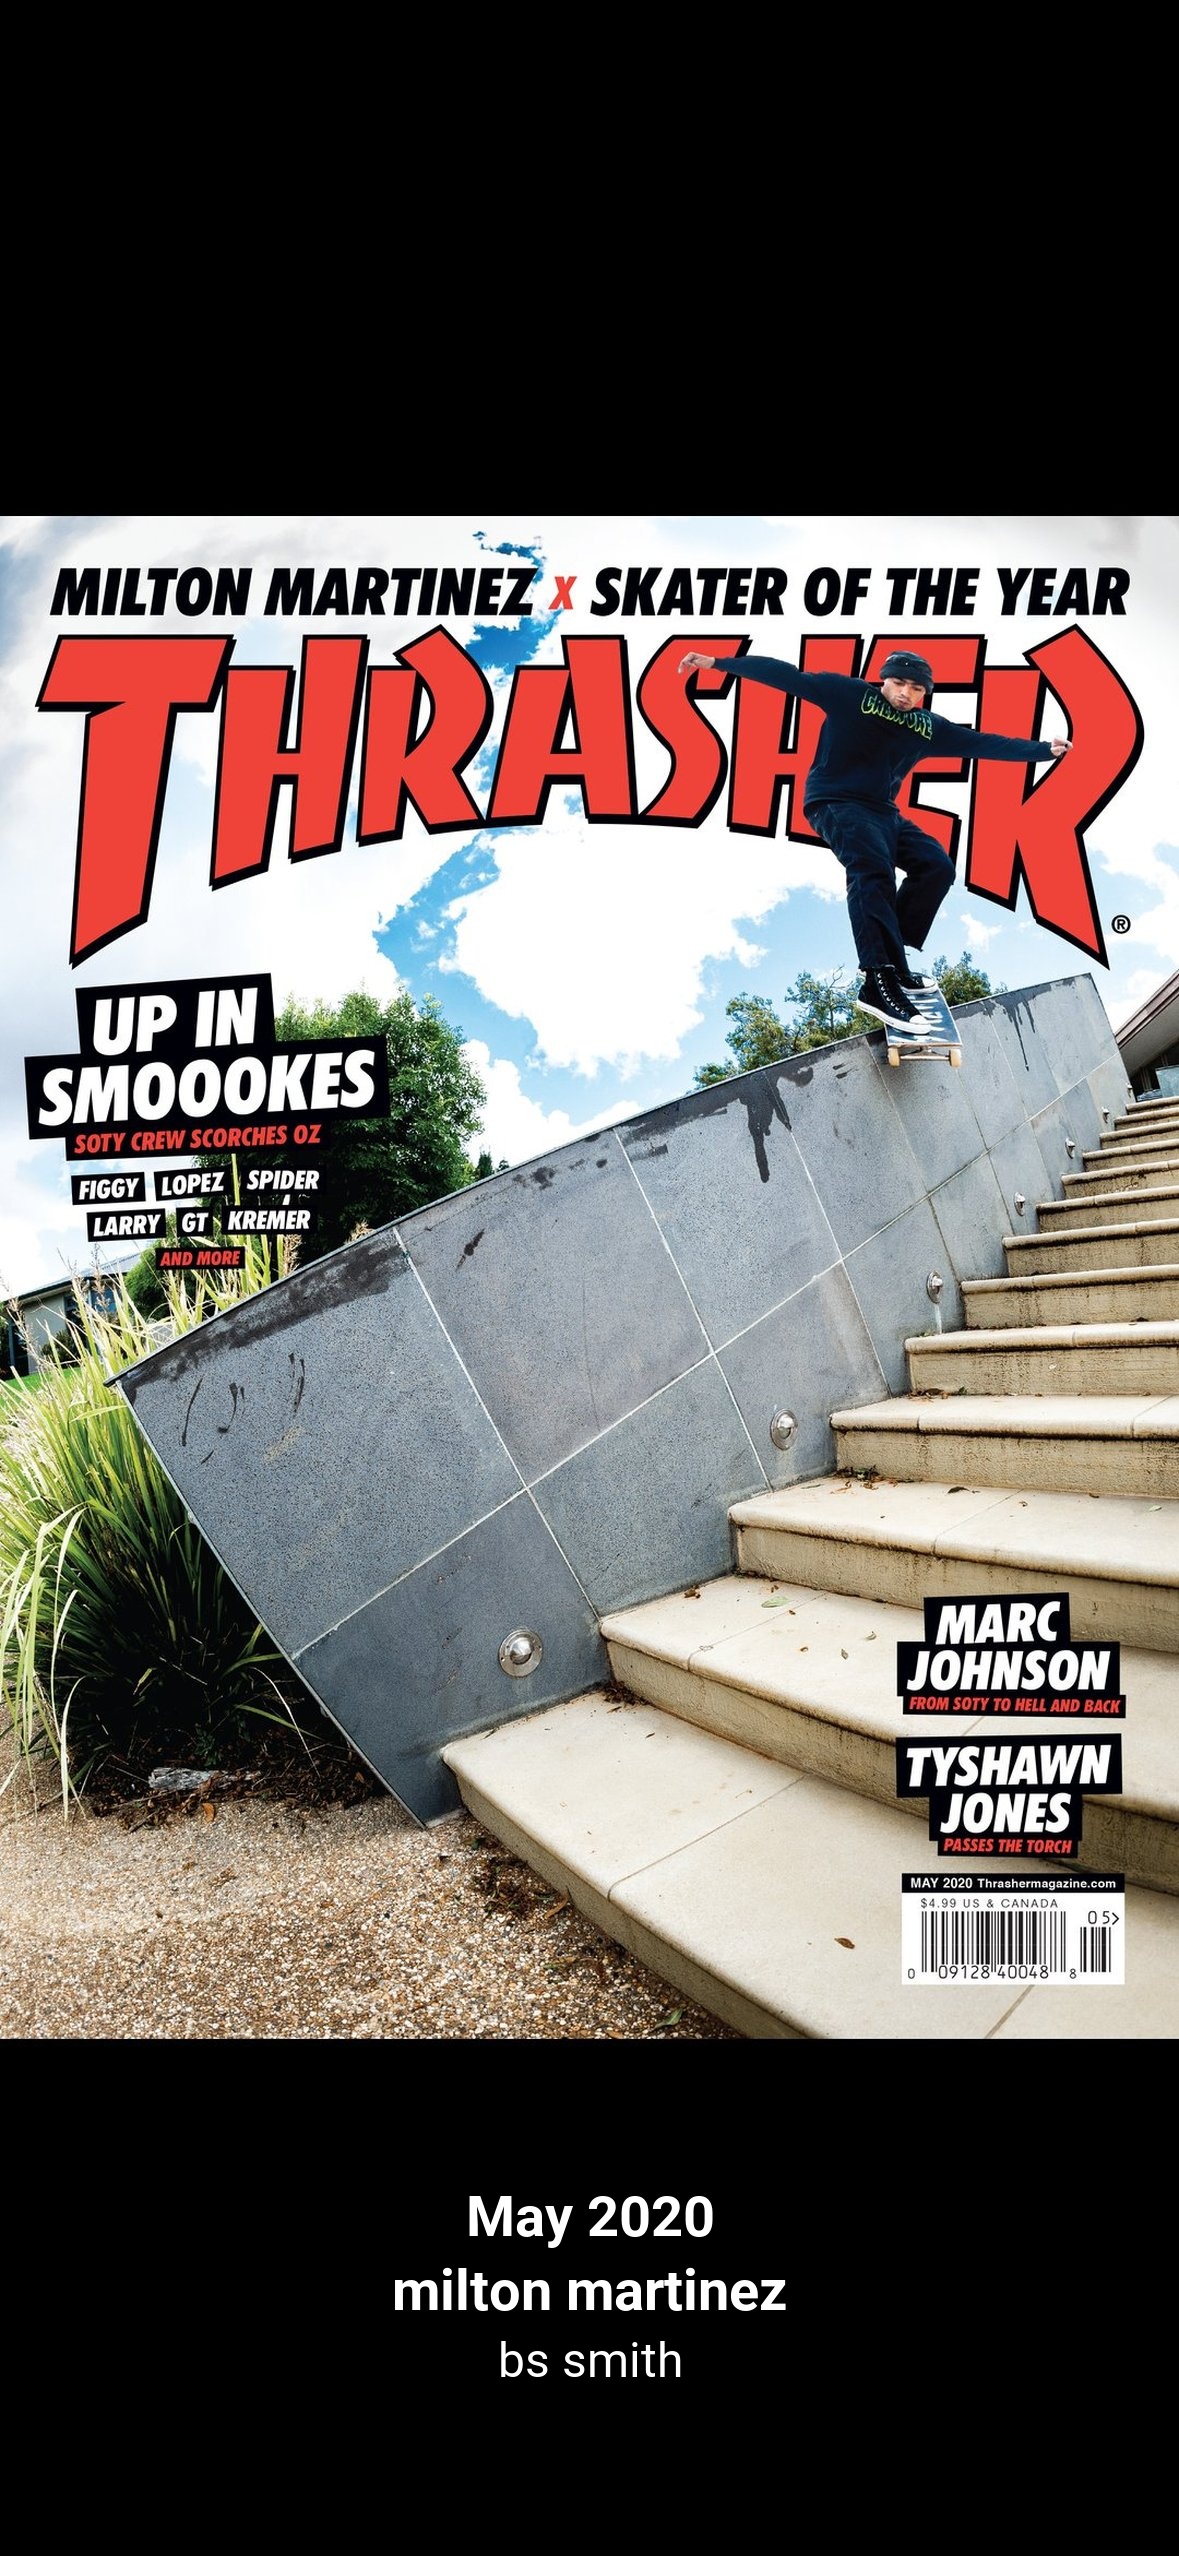 MILTON MARTINEZ x SKATER OF THE YEAR
THRASHER®
CREATURE
UP IN
SMOOOKES
SOTY CREW SCORCHES OZ
FIGGY LOPEZ SPIDER
LARRY GT KREMER
AND MORE
MARC
JOHNSON
FROM SOTY TO HELL AND BACK
TYSHAWN
JONES
PASSES THE TORCH
MAY 2020 Thrashermagazine.com
$4.99 US & CANADA
05>
0 09128 40048 8
May 2020
milton martinez
bs smith